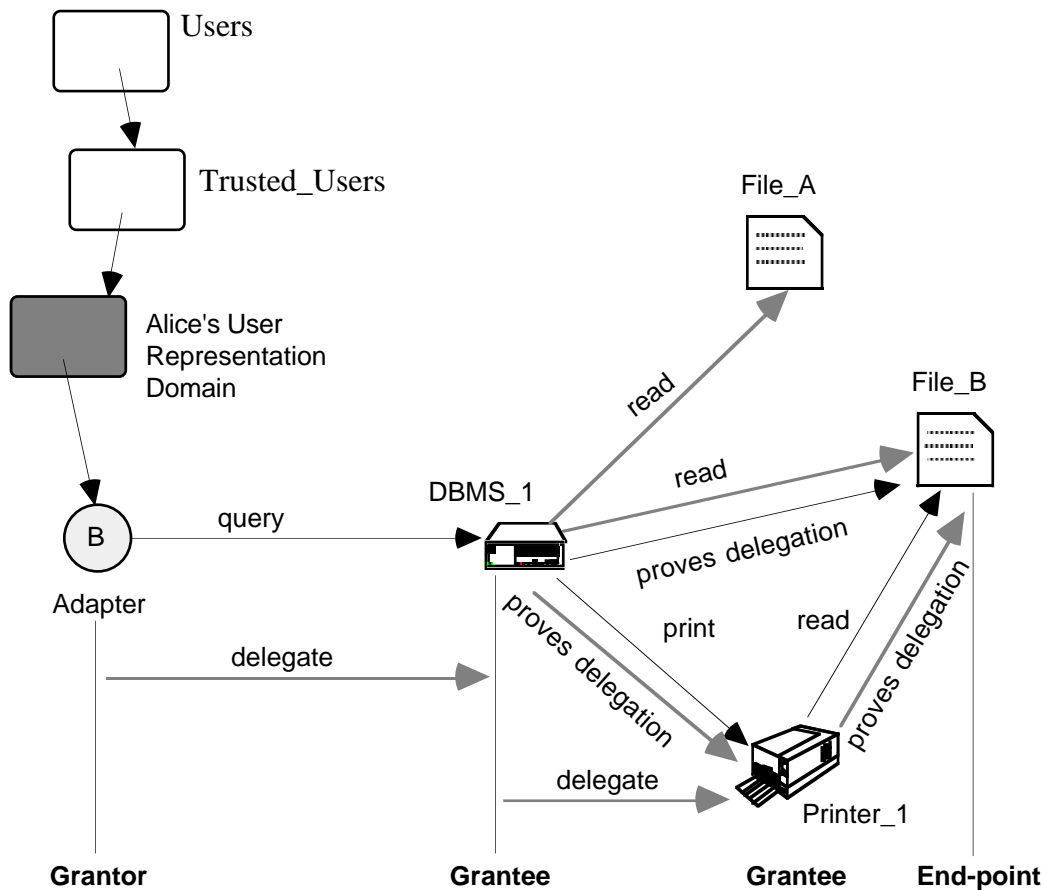 Users
Trusted_Users
File_A
Alice's User
Representation
Domain
read
File_B
DBMS_1
read
B
query
proves delegation
Adapter
proves delegation
print
read
proves delegation
delegate
delegate
Printer_1
Grantor
Grantee
Grantee
End-point